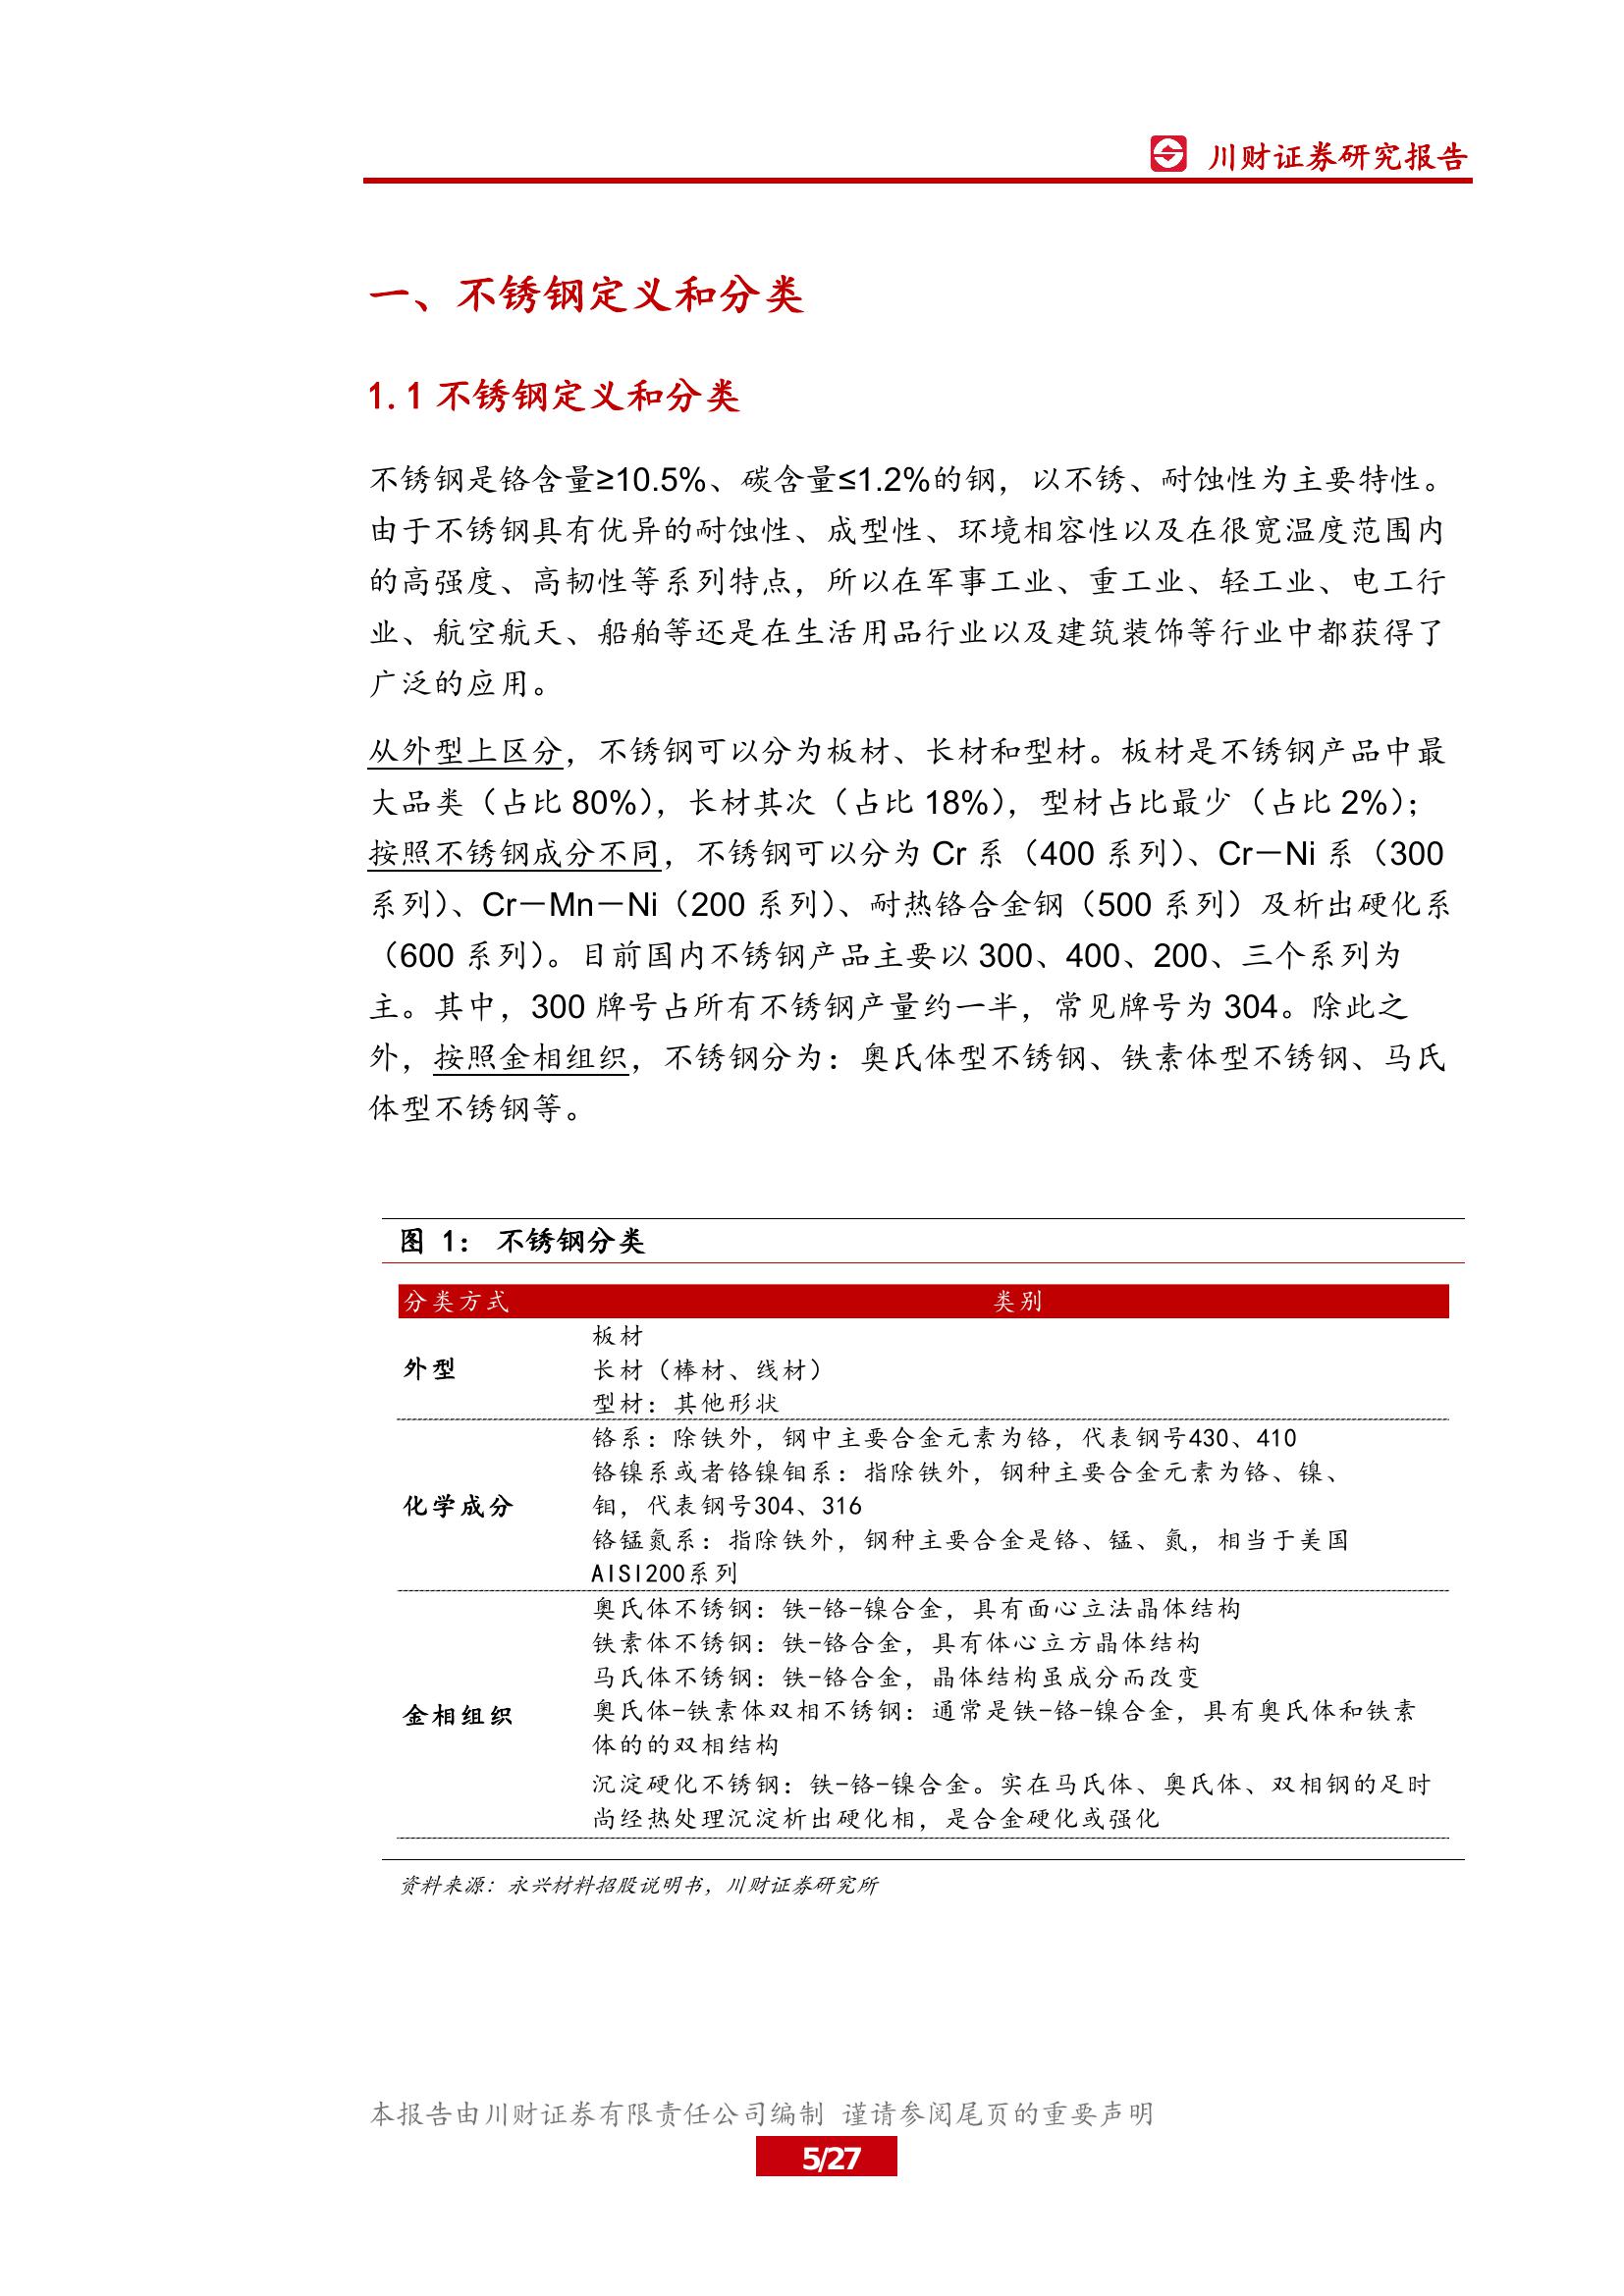 川财证券研究报告
一、不锈钢定义和分类
1.1 不锈钢定义和分类
不锈钢是铬含量≥10.5%、碳含量≤1.2%的钢，以不锈、耐蚀性为主要特性。
由于不锈钢具有优异的耐蚀性、成型性、环境相容性以及在很宽温度范围内
的高强度、高韧性等系列特点，所以在军事工业、重工业、轻工业、电工行
业、航空航天、船舶等还是在生活用品行业以及建筑装饰等行业中都获得了
广泛的应用。
从外型上区分，不锈钢可以分为板材、长材和型材。板材是不锈钢产品中最
大品类（占比 80%），长材其次（占比 18%），型材占比最少（占比 2%）；
按照不锈钢成分不同，不锈钢可以分为 Cr 系（400 系列）、Cr－Ni 系（300
系列）、Cr－Mn－Ni（200 系列）、耐热铬合金钢（500 系列）及析出硬化系
（600 系列）。目前国内不锈钢产品主要以 300、400、200、三个系列为
主。其中，300 牌号占所有不锈钢产量约一半，常见牌号为 304。除此之
外，按照金相组织，不锈钢分为：奥氏体型不锈钢、铁素体型不锈钢、马氏
体型不锈钢等。
图 1： 不锈钢分类
分类方式 类别
外型
板材
长材（棒材、线材）
型材：其他形状
化学成分
铬系：除铁外，钢中主要合金元素为铬，代表钢号430、410
铬镍系或者铬镍钼系：指除铁外，钢种主要合金元素为铬、镍、
钼，代表钢号304、316
铬锰氮系：指除铁外，钢种主要合金是铬、锰、氮，相当于美国
AISI200系列
金相组织
奥氏体不锈钢：铁-铬-镍合金，具有面心立法晶体结构
铁素体不锈钢：铁-铬合金，具有体心立方晶体结构
马氏体不锈钢：铁-铬合金，晶体结构虽成分而改变
奥氏体-铁素体双相不锈钢：通常是铁-铬-镍合金，具有奥氏体和铁素
体的的双相结构
沉淀硬化不锈钢：铁-铬-镍合金。实在马氏体、奥氏体、双相钢的足时
尚经热处理沉淀析出硬化相，是合金硬化或强化
资料来源：永兴材料招股说明书，川财证券研究所
本报告由川财证券有限责任公司编制 谨请参阅尾页的重要声明
5/27